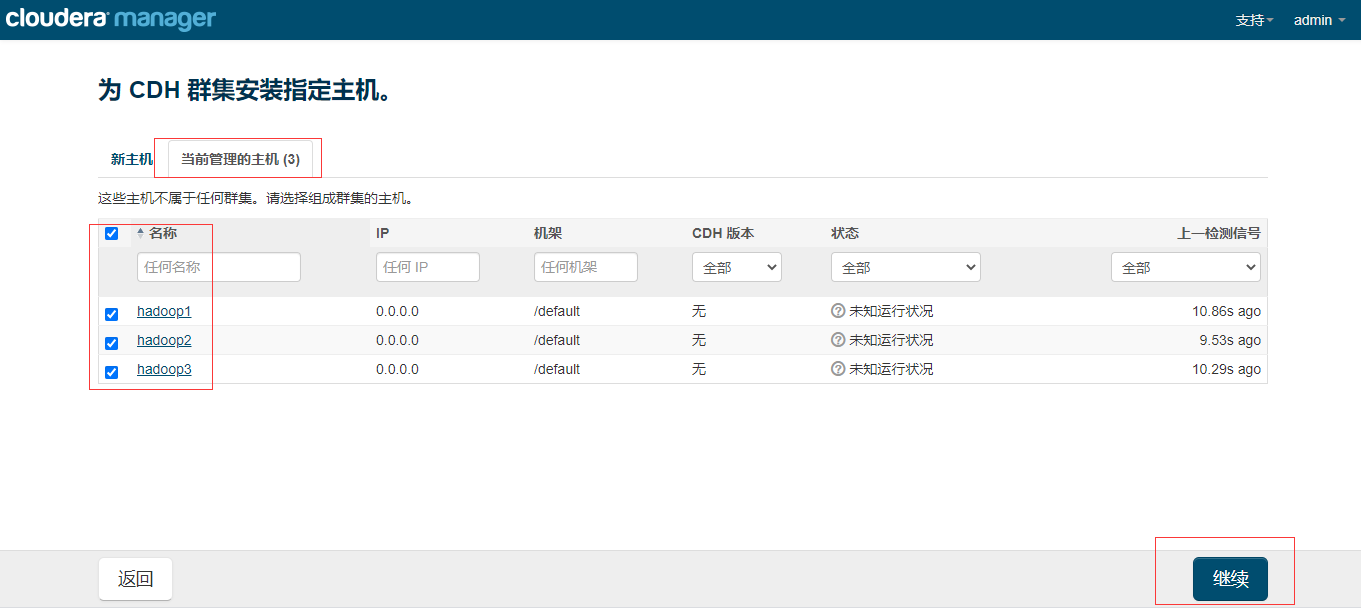 cloudera manager 支持 admin
为 CDH 群集安装指定主机。
新主机 当前管理的主机 (3)
这些主机不属于任何群集。请选择组成群集的主机。
名称 IP 机架 CDH 版本 状态 上一检测信号
任何名称 任何 IP 任何机架 全部 全部 全部
hadoop1 0.0.0.0 /default 无 未知运行状况 10.86s ago
hadoop2 0.0.0.0 /default 无 未知运行状况 9.53s ago
hadoop3 0.0.0.0 /default 无 未知运行状况 10.29s ago
返回 继续